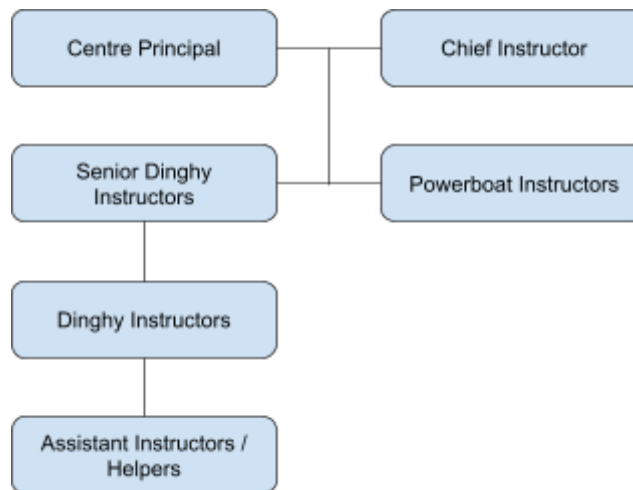 Centre Principal
Chief Instructor
Senior Dinghy
Instructors
Powerboat Instructors
Dinghy Instructors
Assistant Instructors /
Helpers